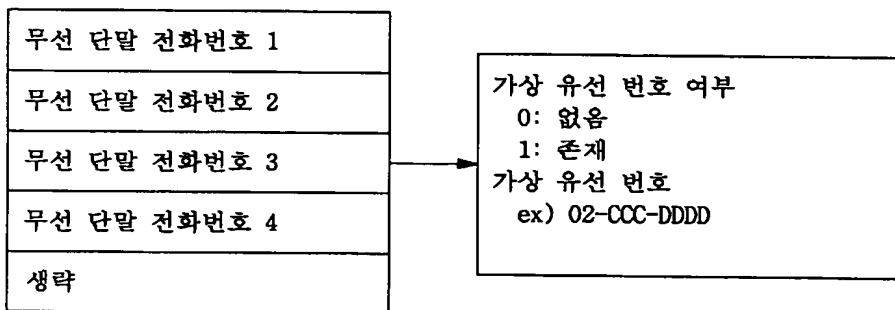 무선 단말 전화번호 1
무선 단말 전화번호 2
무선 단말 전화번호 3
무선 단말 전화번호 4
생략
가상 유선 번호 여부
0: 없음
1: 존재
가상 유선 번호
ex) 02-CCC-DDDD